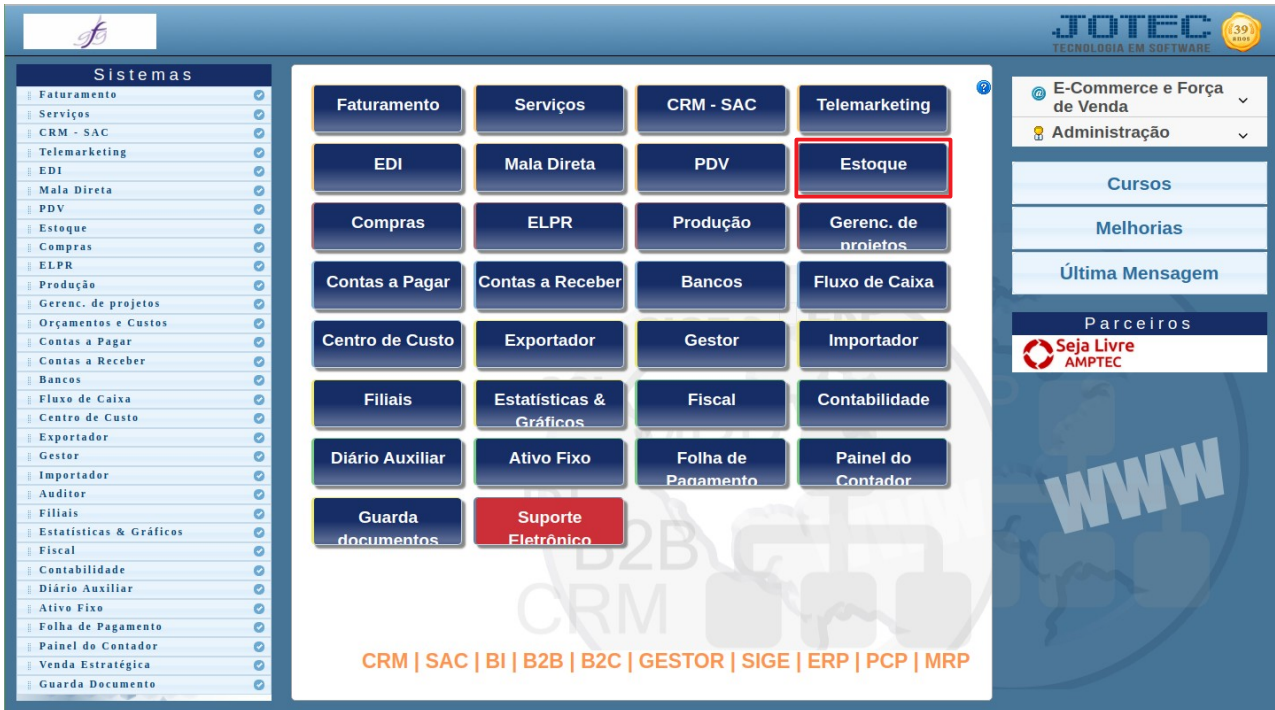 JOTEC
TECNOLOGIA EM SOFTWARE
39
anos
Sistemas
Faturamento
Serviços
CRM - SAC
Telemarketing
EDI
Mala Direta
PDV
Estoque
Compras
ELPR
Produção
Gerenc. de projetos
Orçamentos e Custos
Contas a Pagar
Contas a Receber
Bancos
Fluxo de Caixa
Centro de Custo
Exportador
Gestor
Importador
Auditor
Filiais
Estatísticas & Gráficos
Fiscal
Contabilidade
Diário Auxiliar
Ativo Fixo
Folha de Pagamento
Painel do Contador
Venda Estratégica
Guarda Documento
Faturamento
Serviços
CRM - SAC
Telemarketing
EDI
Mala Direta
PDV
Estoque
Compras
ELPR
Produção
Gerenc. de
projetos
Contas a Pagar
Contas a Receber
Bancos
Fluxo de Caixa
Centro de Custo
Exportador
Gestor
Importador
Filiais
Estatísticas &
Gráficos
Fiscal
Contabilidade
Diário Auxiliar
Ativo Fixo
Folha de
Pagamento
Painel do
Contador
Guarda
documentos
Suporte
Eletrônico
B2B
CRM
CRM | SAC | BI | B2B | B2C | GESTOR | SIGE | ERP | PCP | MRP
E-Commerce e Força
de Venda
Administração
Cursos
Melhorias
Última Mensagem
Parceiros
Seja Livre
AMPTEC
WWW